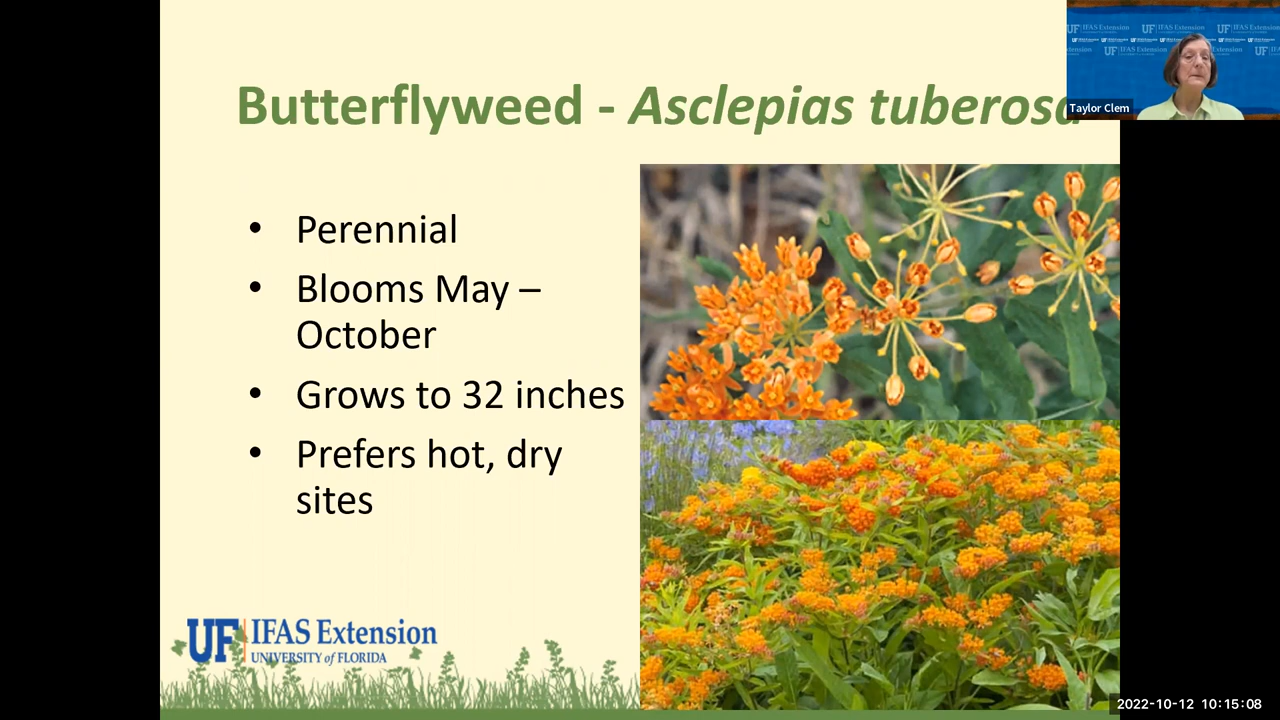 Butterflyweed - Asclepias tuberosa
Taylor Clem
UF IFAS Extension
• Perennial
• Blooms May –
October
• Grows to 32 inches
• Prefers hot, dry
sites
UF IFAS Extension
UNIVERSITY of FLORIDA
2022-10-12 10:15:08